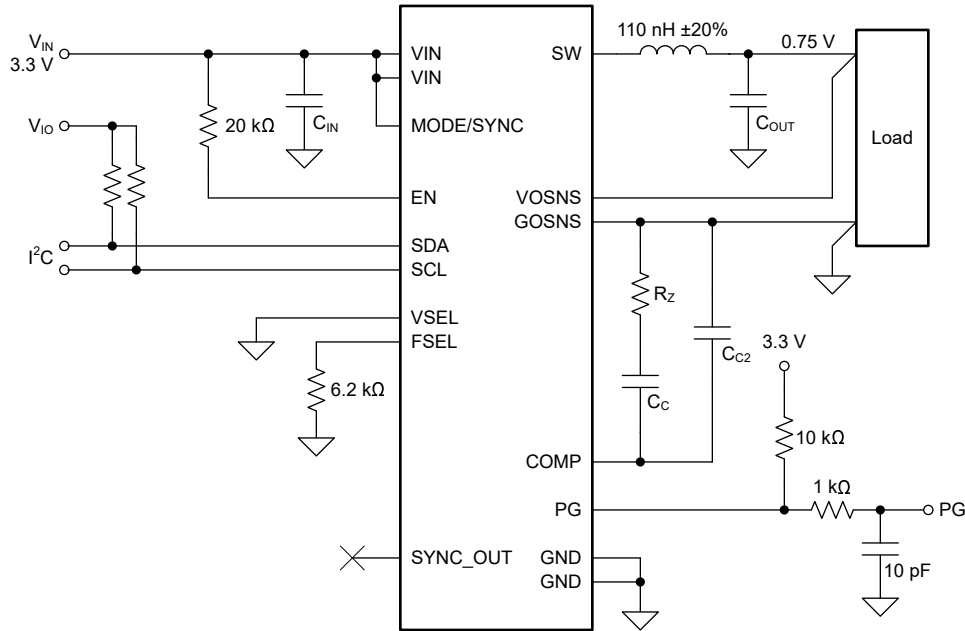 V_IN
3.3 V
V_IO
I²C
20 kΩ
C_IN
6.2 kΩ
VIN
VIN
MODE/SYNC
EN
SDA
SCL
VSEL
FSEL
SYNC_OUT
SW
VOSNS
GOSNS
COMP
PG
GND
GND
110 nH ±20%
0.75 V
C_OUT
Load
R_Z
C_C
C_C2
3.3 V
10 kΩ
1 kΩ
PG
10 pF